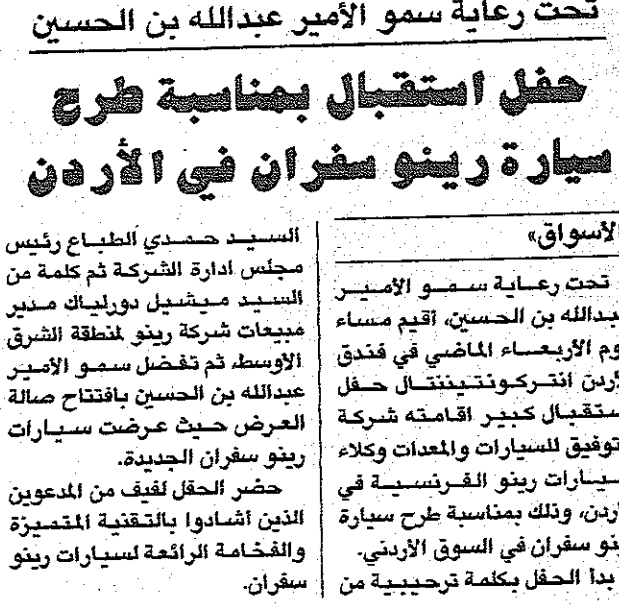 تحت رعاية سمو الأمير عبدالله بن الحسين
حفل استقبال بمناسبة طرح
سيارة رينو سفران في الأردن
الأسواق»
تحت رعاية سمو الأمير
عبدالله بن الحسين، أقيم مساء
يوم الأربعاء الماضي في فندق
الأردن انتركونتيننتال حفل
استقبال كبير اقامته شركة
توفيق للسيارات والمعدات وكلاء
سيارات رينو الفرنسية في
الأردن، وذلك بمناسبة طرح سيارة
رينو سفران في السوق الأردني.
بدأ الحفل بكلمة ترحيبية من
السيد حمدي الطباع رئيس
مجلس ادارة الشركة ثم كلمة من
السيد ميشيل دورلياك مدير
مبيعات شركة رينو لمنطقة الشرق
الاوسط، ثم تفضل سمو الأمير
عبدالله بن الحسين بافتتاح صالة
العرض حيث عرضت سيارات
رينو سفران الجديدة.
حضر الحفل لفيف من المدعوين
الذين أشادوا بالتقنية المتميزة
والفخامة الرائعة لسيارات رينو
سفران.